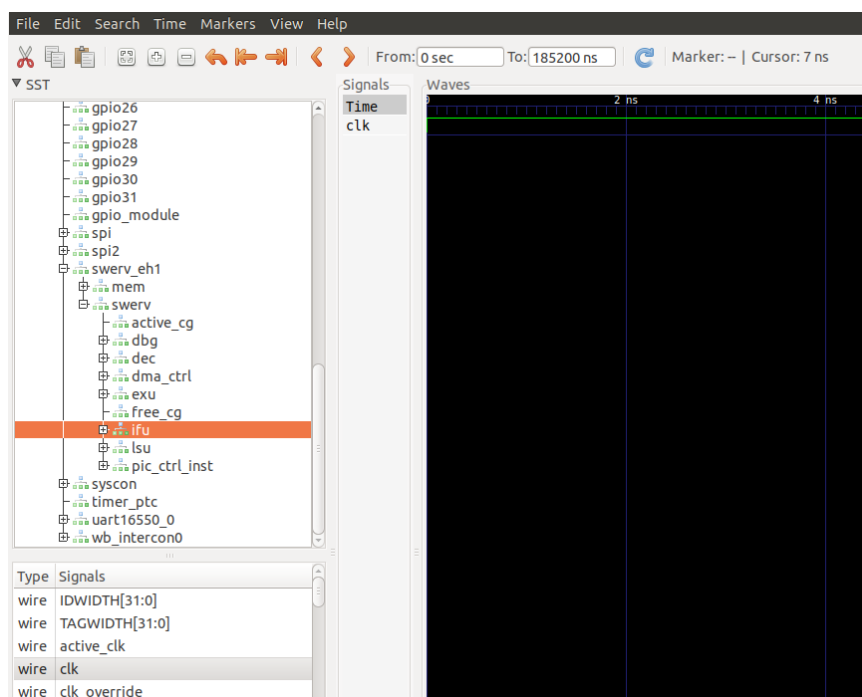 File Edit Search Time Markers View Help
From: 0 sec To: 185200 ns Marker: -- | Cursor: 7 ns
SST
gpio26
gpio27
gpio28
gpio29
gpio30
gpio31
gpio_module
spi
spi2
swerv_eh1
mem
swerv
active_cg
dbg
dec
dma_ctrl
exu
free_cg
ifu
lsu
pic_ctrl_inst
syscon
timer_ptc
uart16550_0
wb_intercon0
Type Signals
wire IDWIDTH[31:0]
wire TAGWIDTH[31:0]
wire active_clk
wire clk
wire clk_override
Signals
Time
clk
Waves
0 2 ns 4 ns